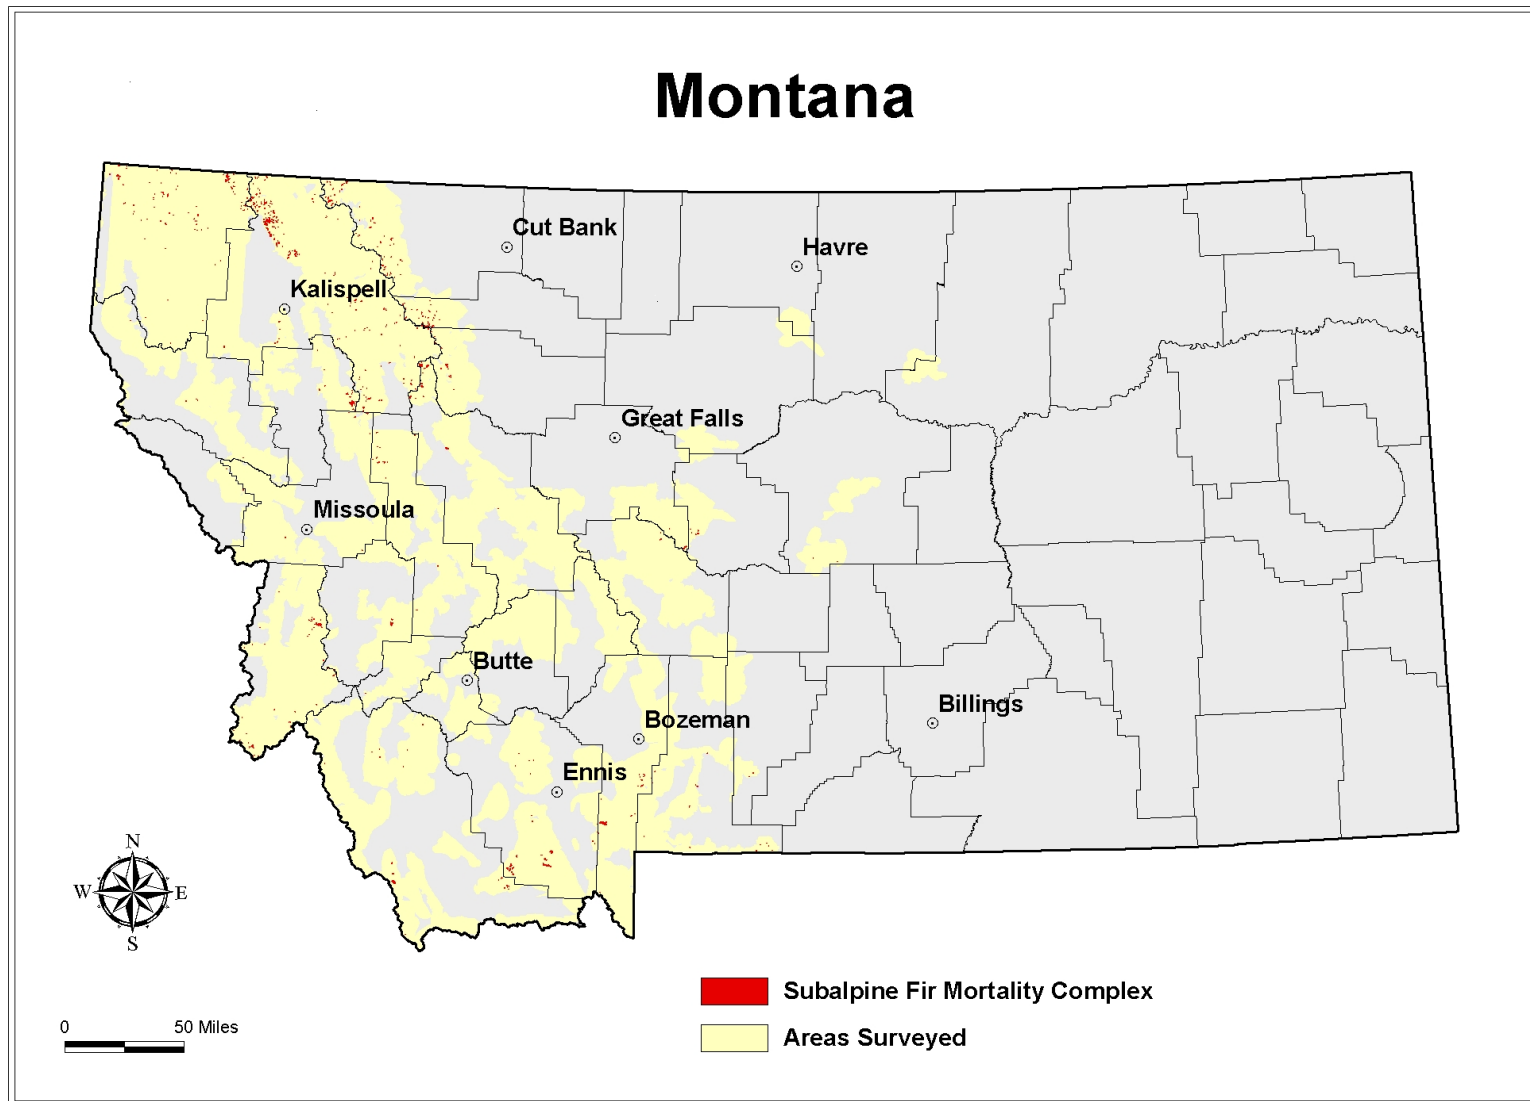 Montana
Cut Bank
Havre
Kalispell
Great Falls
Missoula
Butte
Billings
Bozeman
Ennis
N
W E
S
Subalpine Fir Mortality Complex
0 50 Miles
Areas Surveyed